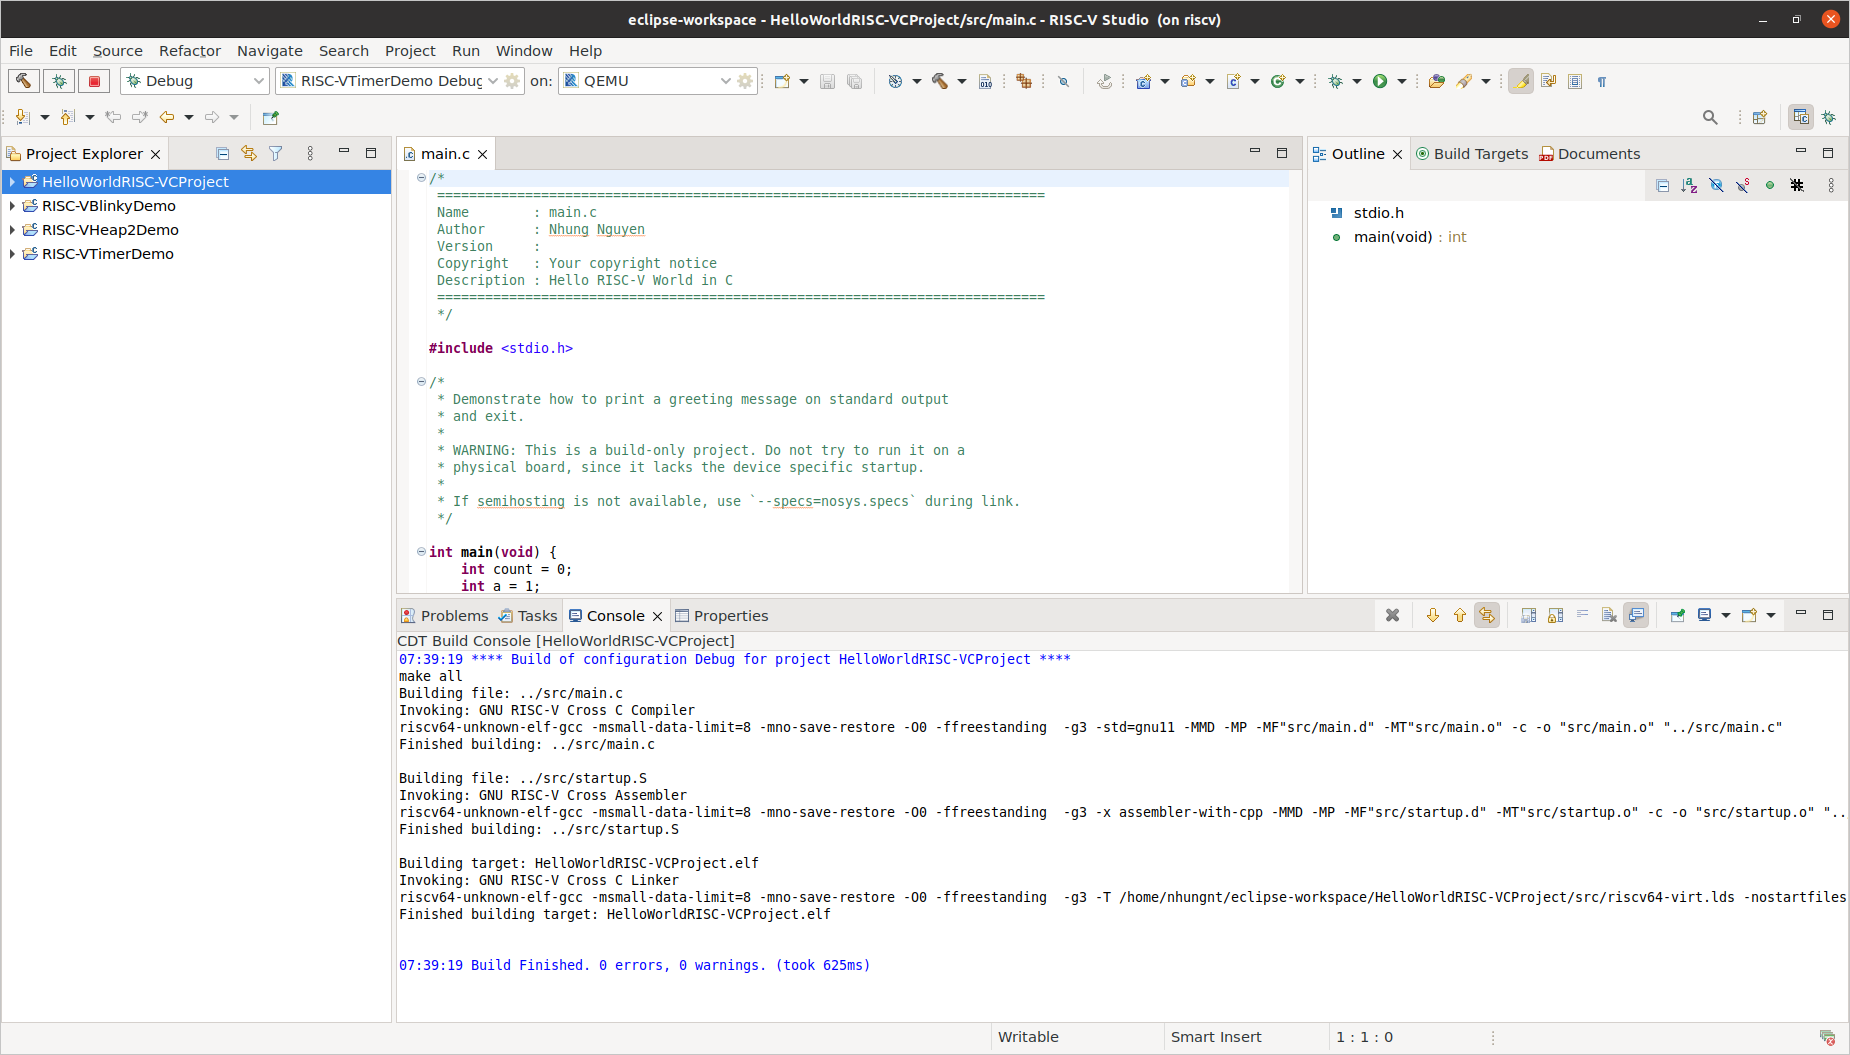 eclipse-workspace - HelloWorldRISC-VCProject/src/main.c - RISC-V Studio (on riscv)
File Edit Source Refactor Navigate Search Project Run Window Help
Debug RISC-VTimerDemo Debug on: QEMU
Project Explorer
HelloWorldRISC-VCProject
RISC-VBlinkyDemo
RISC-VHeap2Demo
RISC-VTimerDemo
main.c
/*
============================================================================
Name        : main.c
Author      : Nhung Nguyen
Version     :
Copyright   : Your copyright notice
Description : Hello RISC-V World in C
============================================================================
*/
#include <stdio.h>
/*
* Demonstrate how to print a greeting message on standard output
* and exit.
*
* WARNING: This is a build-only project. Do not try to run it on a
* physical board, since it lacks the device specific startup.
*
* If semihosting is not available, use `--specs=nosys.specs` during link.
*/
int main(void) {
int count = 0;
int a = 1;
Outline Build Targets Documents
stdio.h
main(void) : int
Problems Tasks Console Properties
CDT Build Console [HelloWorldRISC-VCProject]
07:39:19 **** Build of configuration Debug for project HelloWorldRISC-VCProject ****
make all
Building file: ../src/main.c
Invoking: GNU RISC-V Cross C Compiler
riscv64-unknown-elf-gcc -msmall-data-limit=8 -mno-save-restore -O0 -ffreestanding  -g3 -std=gnu11 -MMD -MP -MF"src/main.d" -MT"src/main.o" -c -o "src/main.o" "../src/main.c"
Finished building: ../src/main.c
Building file: ../src/startup.S
Invoking: GNU RISC-V Cross Assembler
riscv64-unknown-elf-gcc -msmall-data-limit=8 -mno-save-restore -O0 -ffreestanding  -g3 -x assembler-with-cpp -MMD -MP -MF"src/startup.d" -MT"src/startup.o" -c -o "src/startup.o" "..
Finished building: ../src/startup.S
Building target: HelloWorldRISC-VCProject.elf
Invoking: GNU RISC-V Cross C Linker
riscv64-unknown-elf-gcc -msmall-data-limit=8 -mno-save-restore -O0 -ffreestanding  -g3 -T /home/nhungnt/eclipse-workspace/HelloWorldRISC-VCProject/src/riscv64-virt.lds -nostartfiles
Finished building target: HelloWorldRISC-VCProject.elf
07:39:19 Build Finished. 0 errors, 0 warnings. (took 625ms)
Writable Smart Insert 1 : 1 : 0